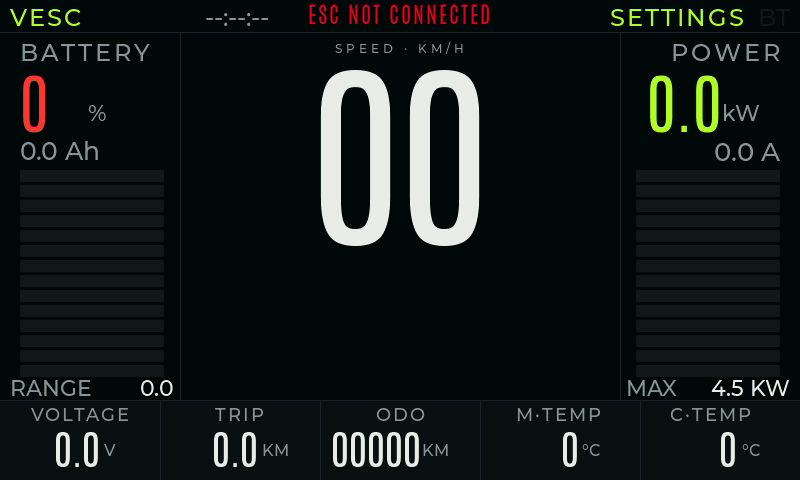 VESC --:--:-- ESC NOT CONNECTED SETTINGS BT
BATTERY SPEED · KM/H POWER
0 % 00 0.0 kW
0.0 Ah 0.0 A
RANGE 0.0 MAX 4.5 KW
VOLTAGE TRIP ODO M·TEMP C·TEMP
0.0 V 0.0 KM 00000 KM 0 °C 0 °C